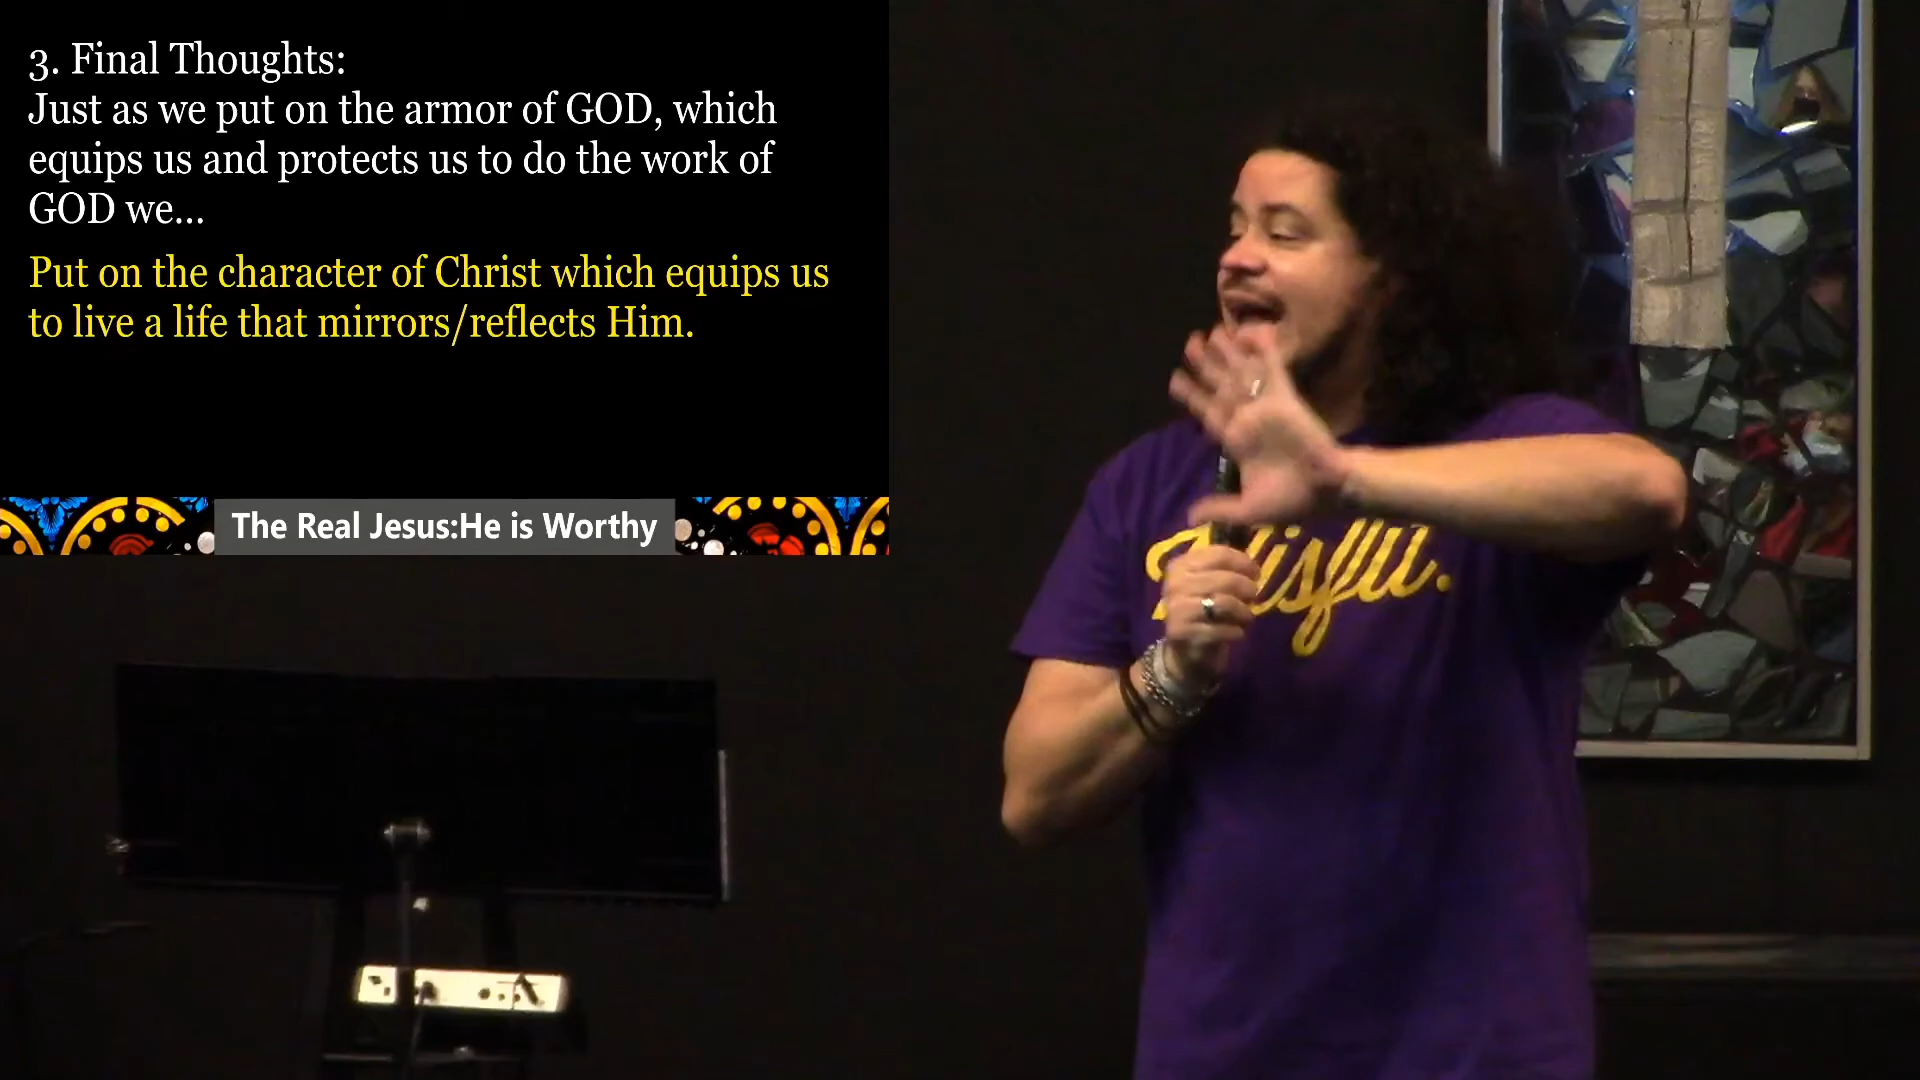 3. Final Thoughts:
Just as we put on the armor of GOD, which
equips us and protects us to do the work of
GOD we...
Put on the character of Christ which equips us
to live a life that mirrors/reflects Him.
The Real Jesus:He is Worthy
Misfit.